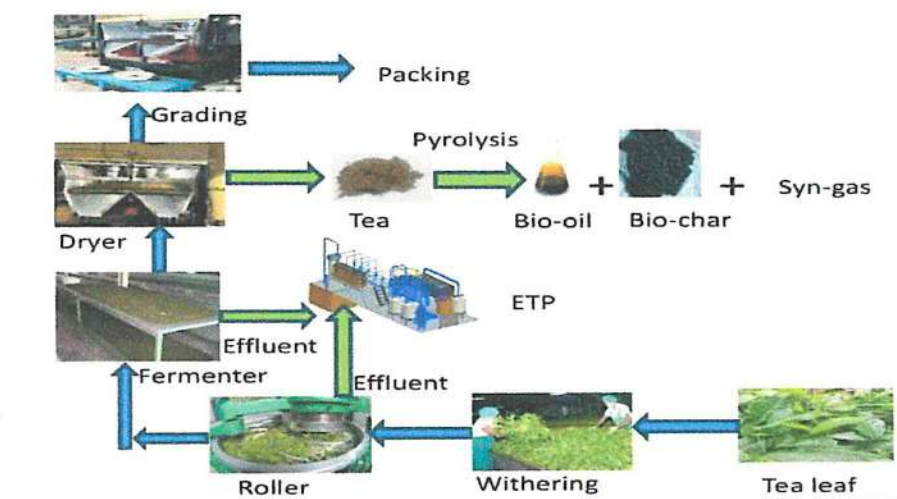 Packing
Grading
Pyrolysis
Tea
Bio-oil + Bio-char + Syn-gas
Dryer
ETP
Effluent
Fermenter
Effluent
Roller
Withering
Tea leaf